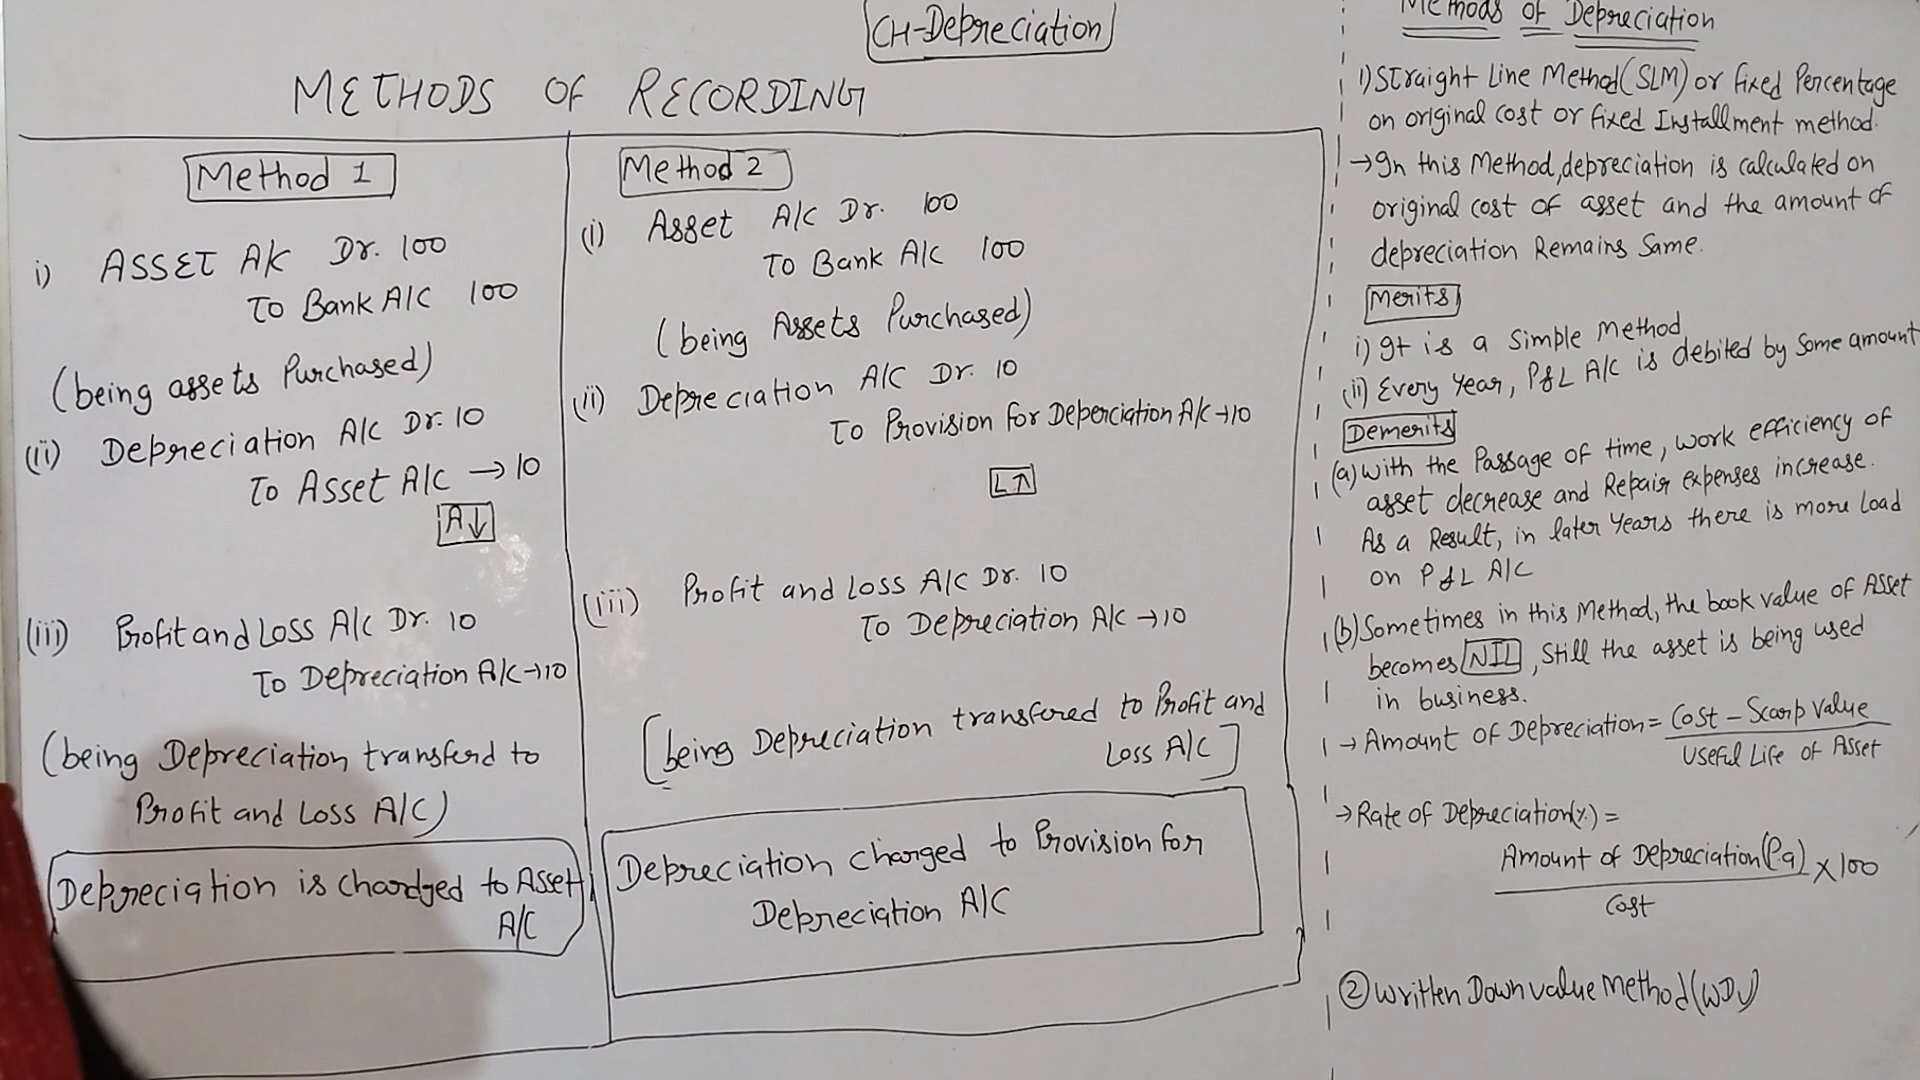 CH-Depreciation
METHODS OF RECORDING
Method 1
i) ASSET A/C Dr. 100
To Bank A/C 100
(being assets Purchased)
(ii) Depreciation A/C Dr. 10
To Asset A/C → 10
A↓
(iii) Profit and Loss A/C Dr. 10
To Depreciation A/C → 10
(being Depreciation transferd to
Profit and Loss A/C)
Depreciation is chardged to Asset
A/C
Method 2
(i) Asset A/C Dr. 100
To Bank A/C 100
(being Assets Purchased)
(ii) Depreciation A/C Dr. 10
To Provision for Deperciation A/C → 10
L↑
(iii) Profit and Loss A/C Dr. 10
To Depreciation A/C → 10
[being Depreciation transfered to Profit and
Loss A/C]
Depreciation charged to Provision for
Depreciation A/C
Methods of Depreciation
1) Straight Line Method (SLM) or fixed Percentage
on original cost or fixed Installment method.
→ In this Method, depreciation is calculated on
original cost of asset and the amount of
depreciation Remains Same.
Merits
i) It is a Simple Method
(ii) Every Year, P&L A/C is debited by Same amount
Demerits
(a) With the Passage of time, work efficiency of
asset decrease and Repair expenses increase.
As a Result, in later Years there is more Load
on P&L A/C
(b) Sometimes in this Method, the book value of Asset
becomes NIL, Still the asset is being used
in business.
→ Amount of Depreciation = Cost - Scarp Value
Useful Life of Asset
→ Rate of Depreciation (%) =
Amount of Depreciation (Pa) × 100
Cost
② Written Down value Method (WDV)